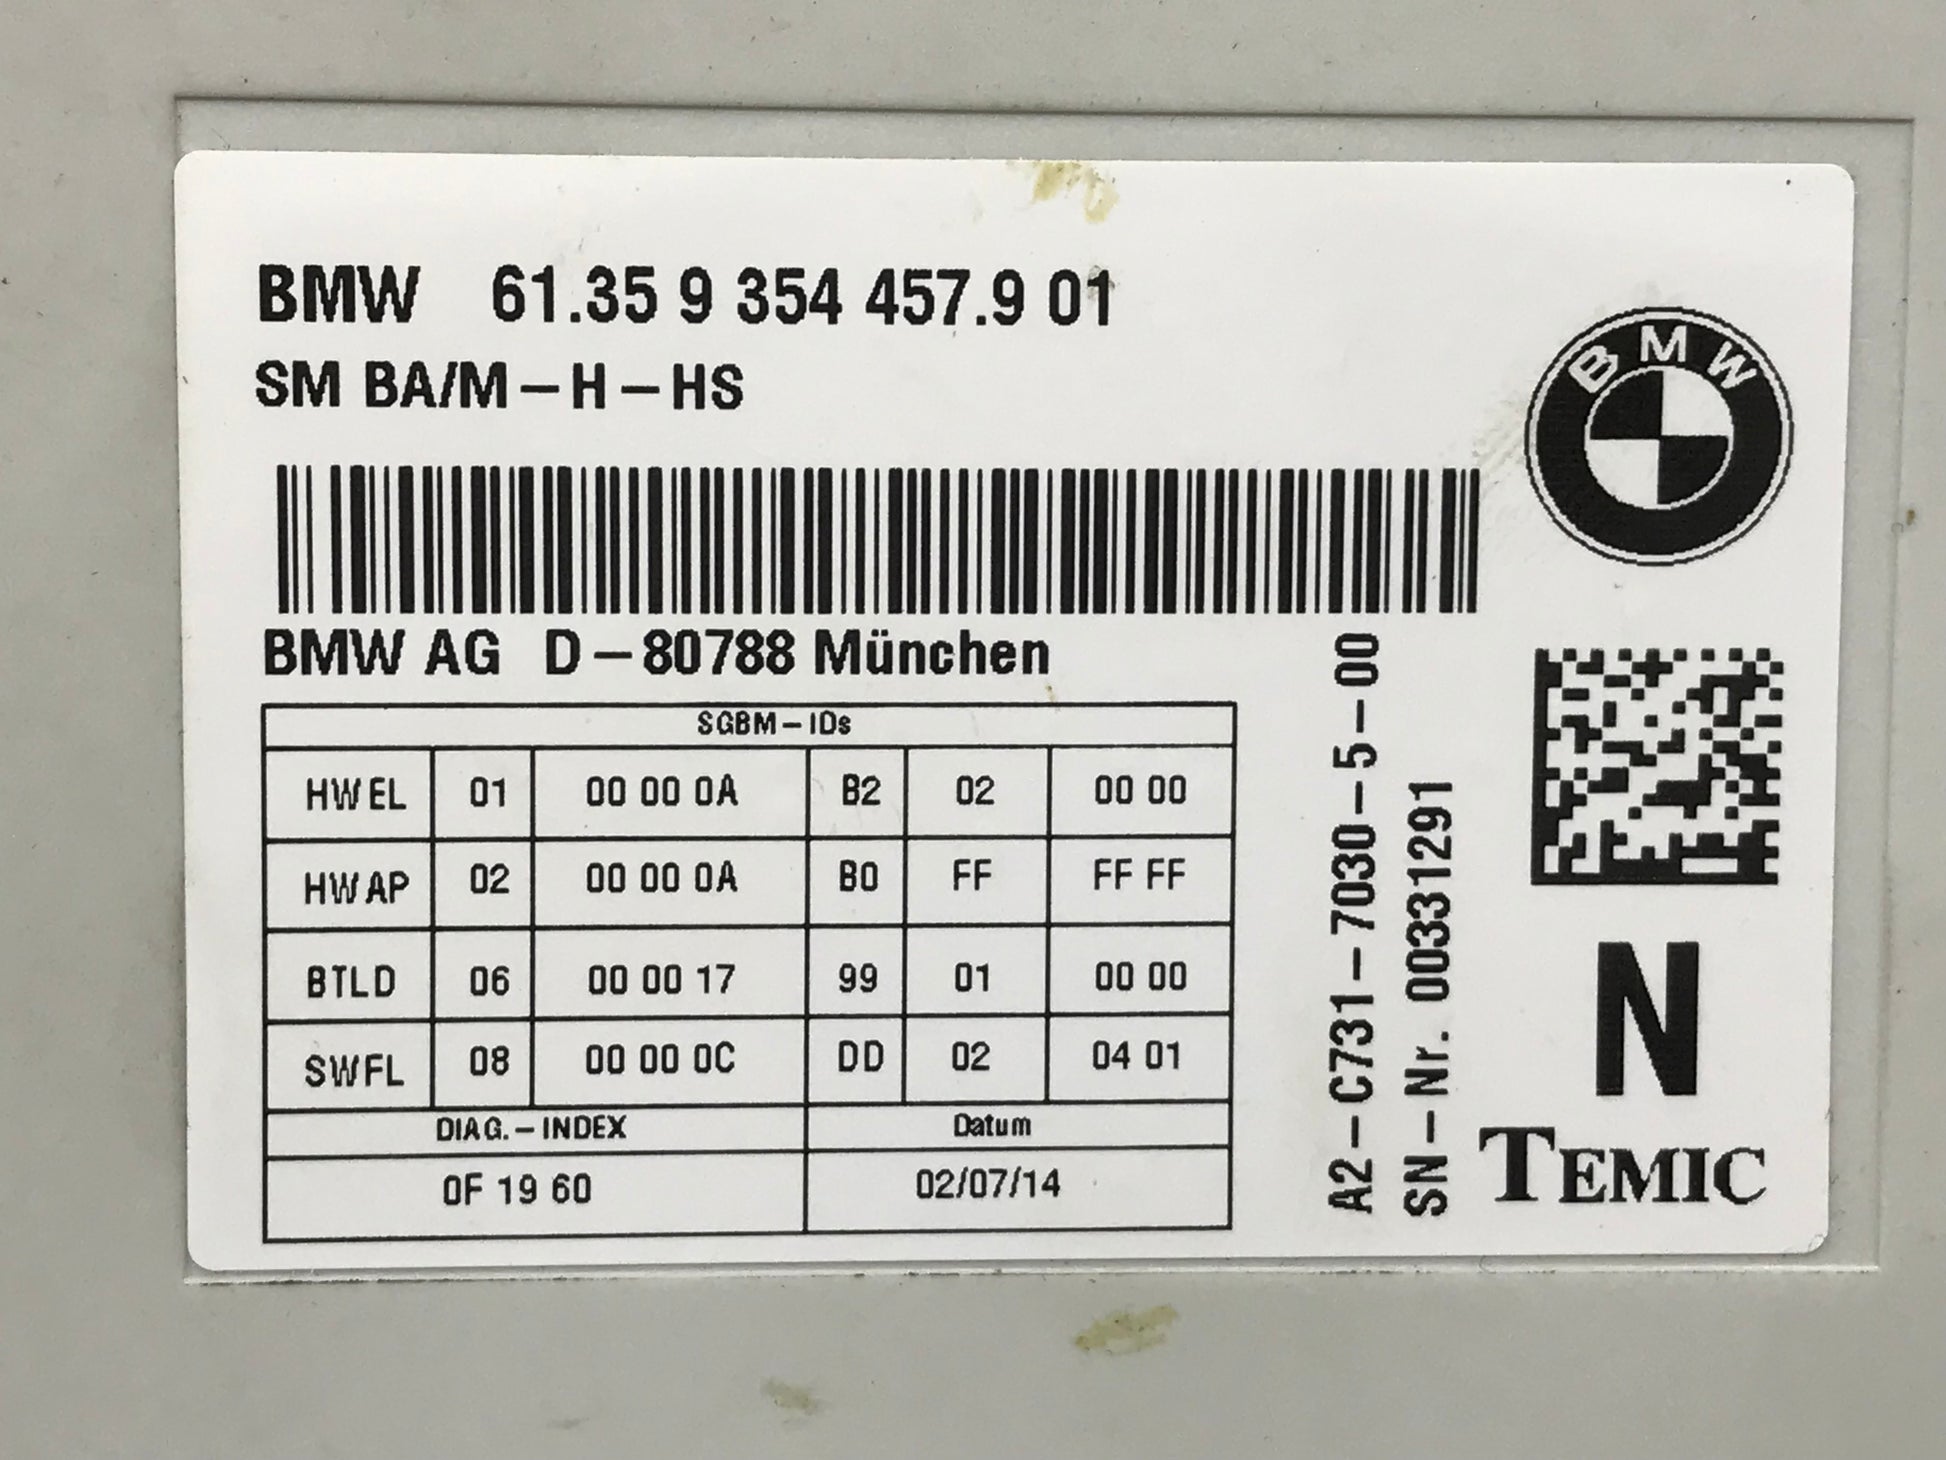 BMW 61.35 9 354 457.9 01
SM BA/M-H-HS
BMW
BMW AG D-80788 München
SGBM-IDs
HWEL 01 00 00 0A B2 02 00 00
HWAP 02 00 00 0A B0 FF FF FF
BTLD 06 00 00 17 99 01 00 00
SWFL 08 00 00 0C DD 02 04 01
DIAG.-INDEX Datum
0F 19 60 02/07/14
A2-C731-7030-5-00
SN-Nr. 00331291
N
TEMIC